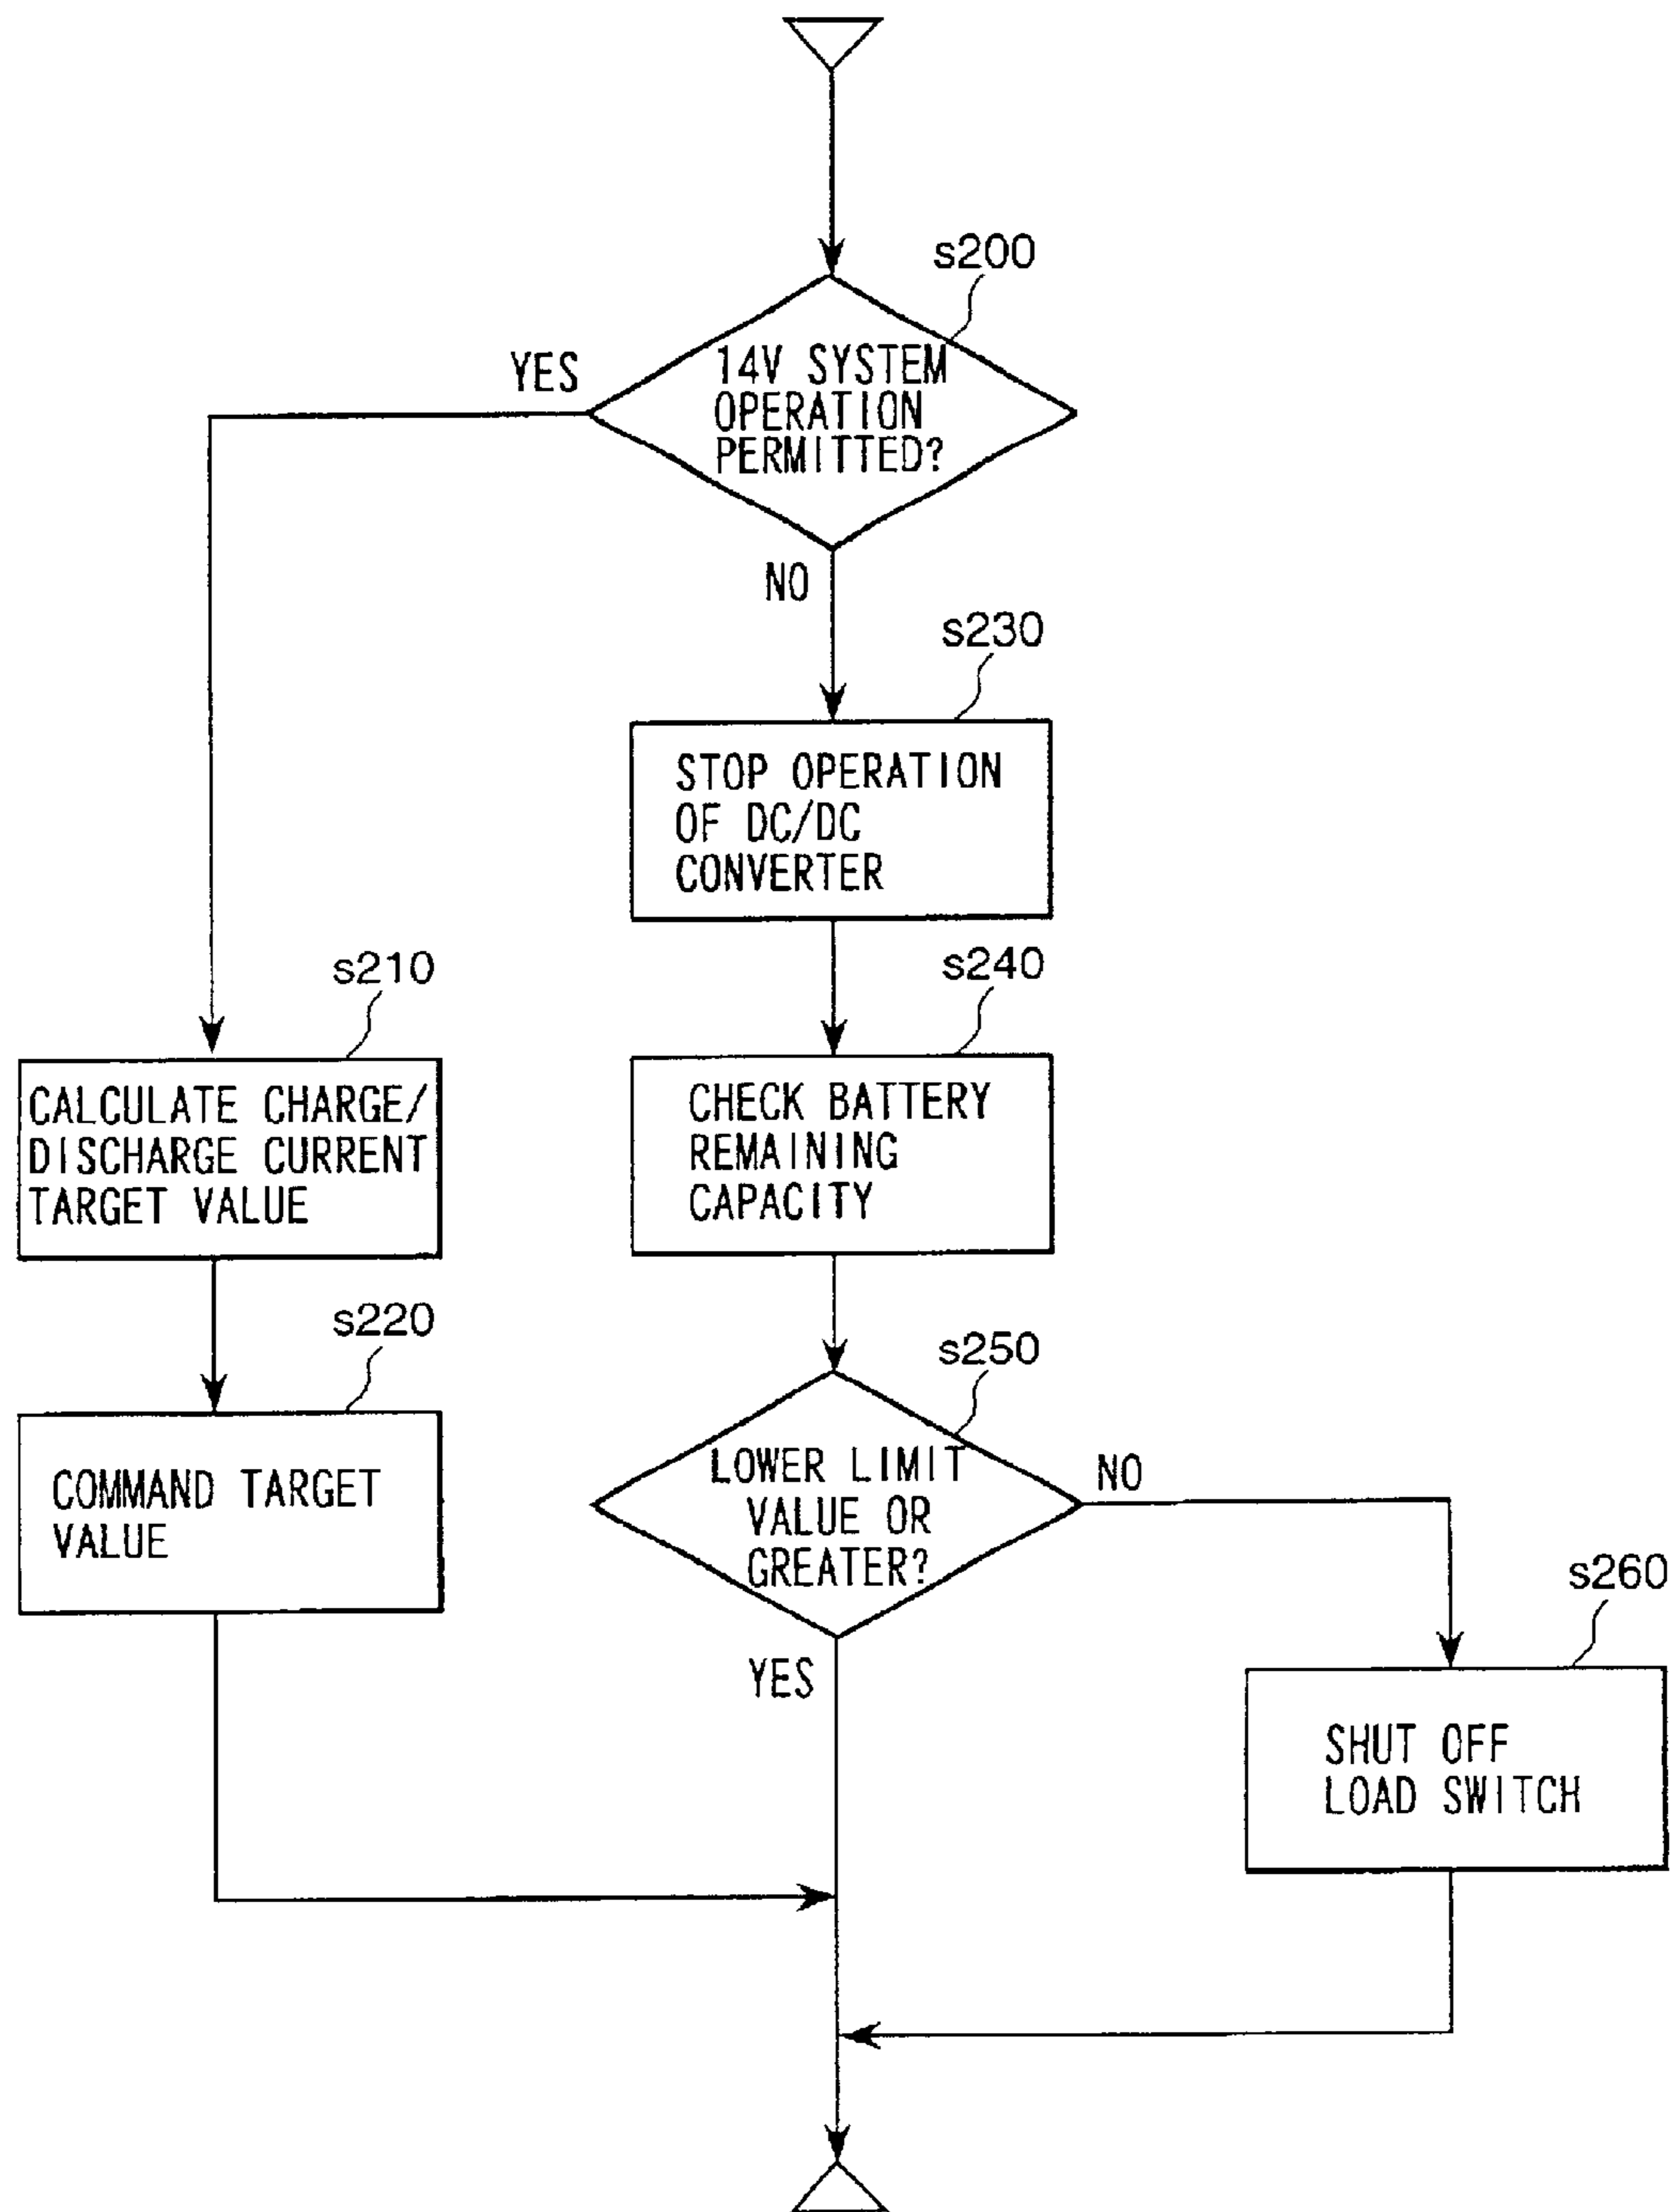 s200
14V SYSTEM
OPERATION
PERMITTED?
YES
NO
s230
STOP OPERATION
OF DC/DC
CONVERTER
s210
CALCULATE CHARGE/
DISCHARGE CURRENT
TARGET VALUE
s240
CHECK BATTERY
REMAINING
CAPACITY
s220
COMMAND TARGET
VALUE
s250
LOWER LIMIT
VALUE OR
GREATER?
NO
YES
s260
SHUT OFF
LOAD SWITCH